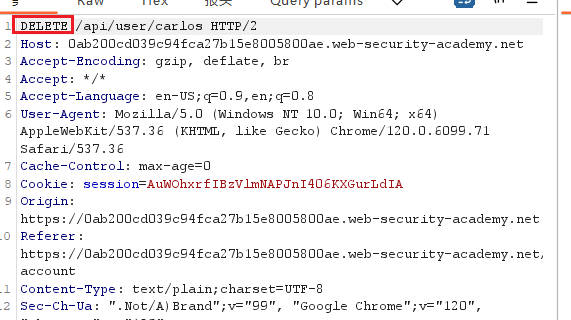 Raw Hex 报头 Query params
1 DELETE /api/user/carlos HTTP/2
2 Host: 0ab200cd039c94fca27b15e8005800ae.web-security-academy.net
3 Accept-Encoding: gzip, deflate, br
4 Accept: */*
5 Accept-Language: en-US;q=0.9,en;q=0.8
6 User-Agent: Mozilla/5.0 (Windows NT 10.0; Win64; x64)
AppleWebKit/537.36 (KHTML, like Gecko) Chrome/120.0.6099.71
Safari/537.36
7 Cache-Control: max-age=0
8 Cookie: session=AuWOhxrfIBzVlmNAPJnI406KXGurLdIA
9 Origin:
https://0ab200cd039c94fca27b15e8005800ae.web-security-academy.net
10 Referer:
https://0ab200cd039c94fca27b15e8005800ae.web-security-academy.net/
account
11 Content-Type: text/plain;charset=UTF-8
12 Sec-Ch-Ua: ".Not/A)Brand";v="99", "Google Chrome";v="120",